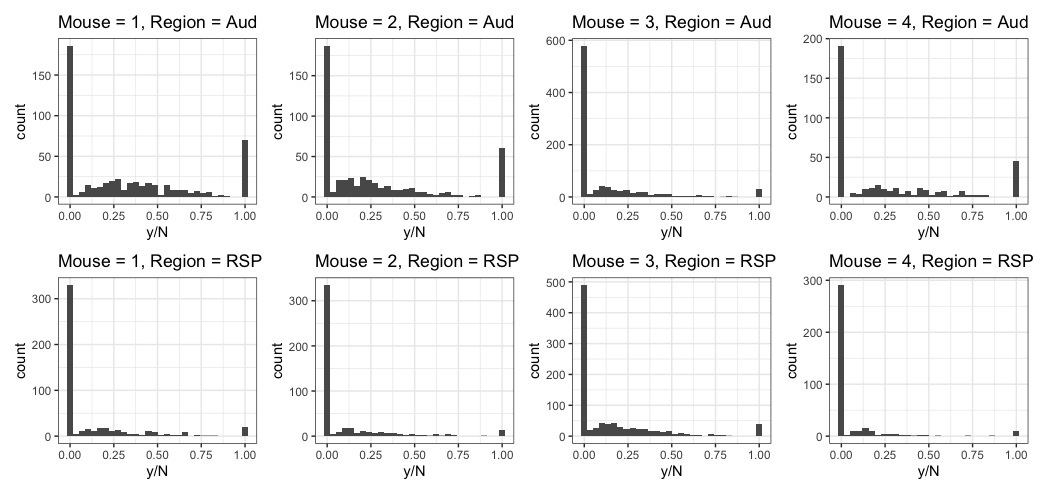 Mouse = 1, Region = Aud
150
100
50
0
count
0.00 0.25 0.50 0.75 1.00
y/N
Mouse = 2, Region = Aud
150
100
50
0
count
0.00 0.25 0.50 0.75 1.00
y/N
Mouse = 3, Region = Aud
600
400
200
0
count
0.00 0.25 0.50 0.75 1.00
y/N
Mouse = 4, Region = Aud
200
150
100
50
0
count
0.00 0.25 0.50 0.75 1.00
y/N
Mouse = 1, Region = RSP
300
200
100
0
count
0.00 0.25 0.50 0.75 1.00
y/N
Mouse = 2, Region = RSP
300
200
100
0
count
0.00 0.25 0.50 0.75 1.00
y/N
Mouse = 3, Region = RSP
500
400
300
200
100
0
count
0.00 0.25 0.50 0.75 1.00
y/N
Mouse = 4, Region = RSP
300
200
100
0
count
0.00 0.25 0.50 0.75 1.00
y/N